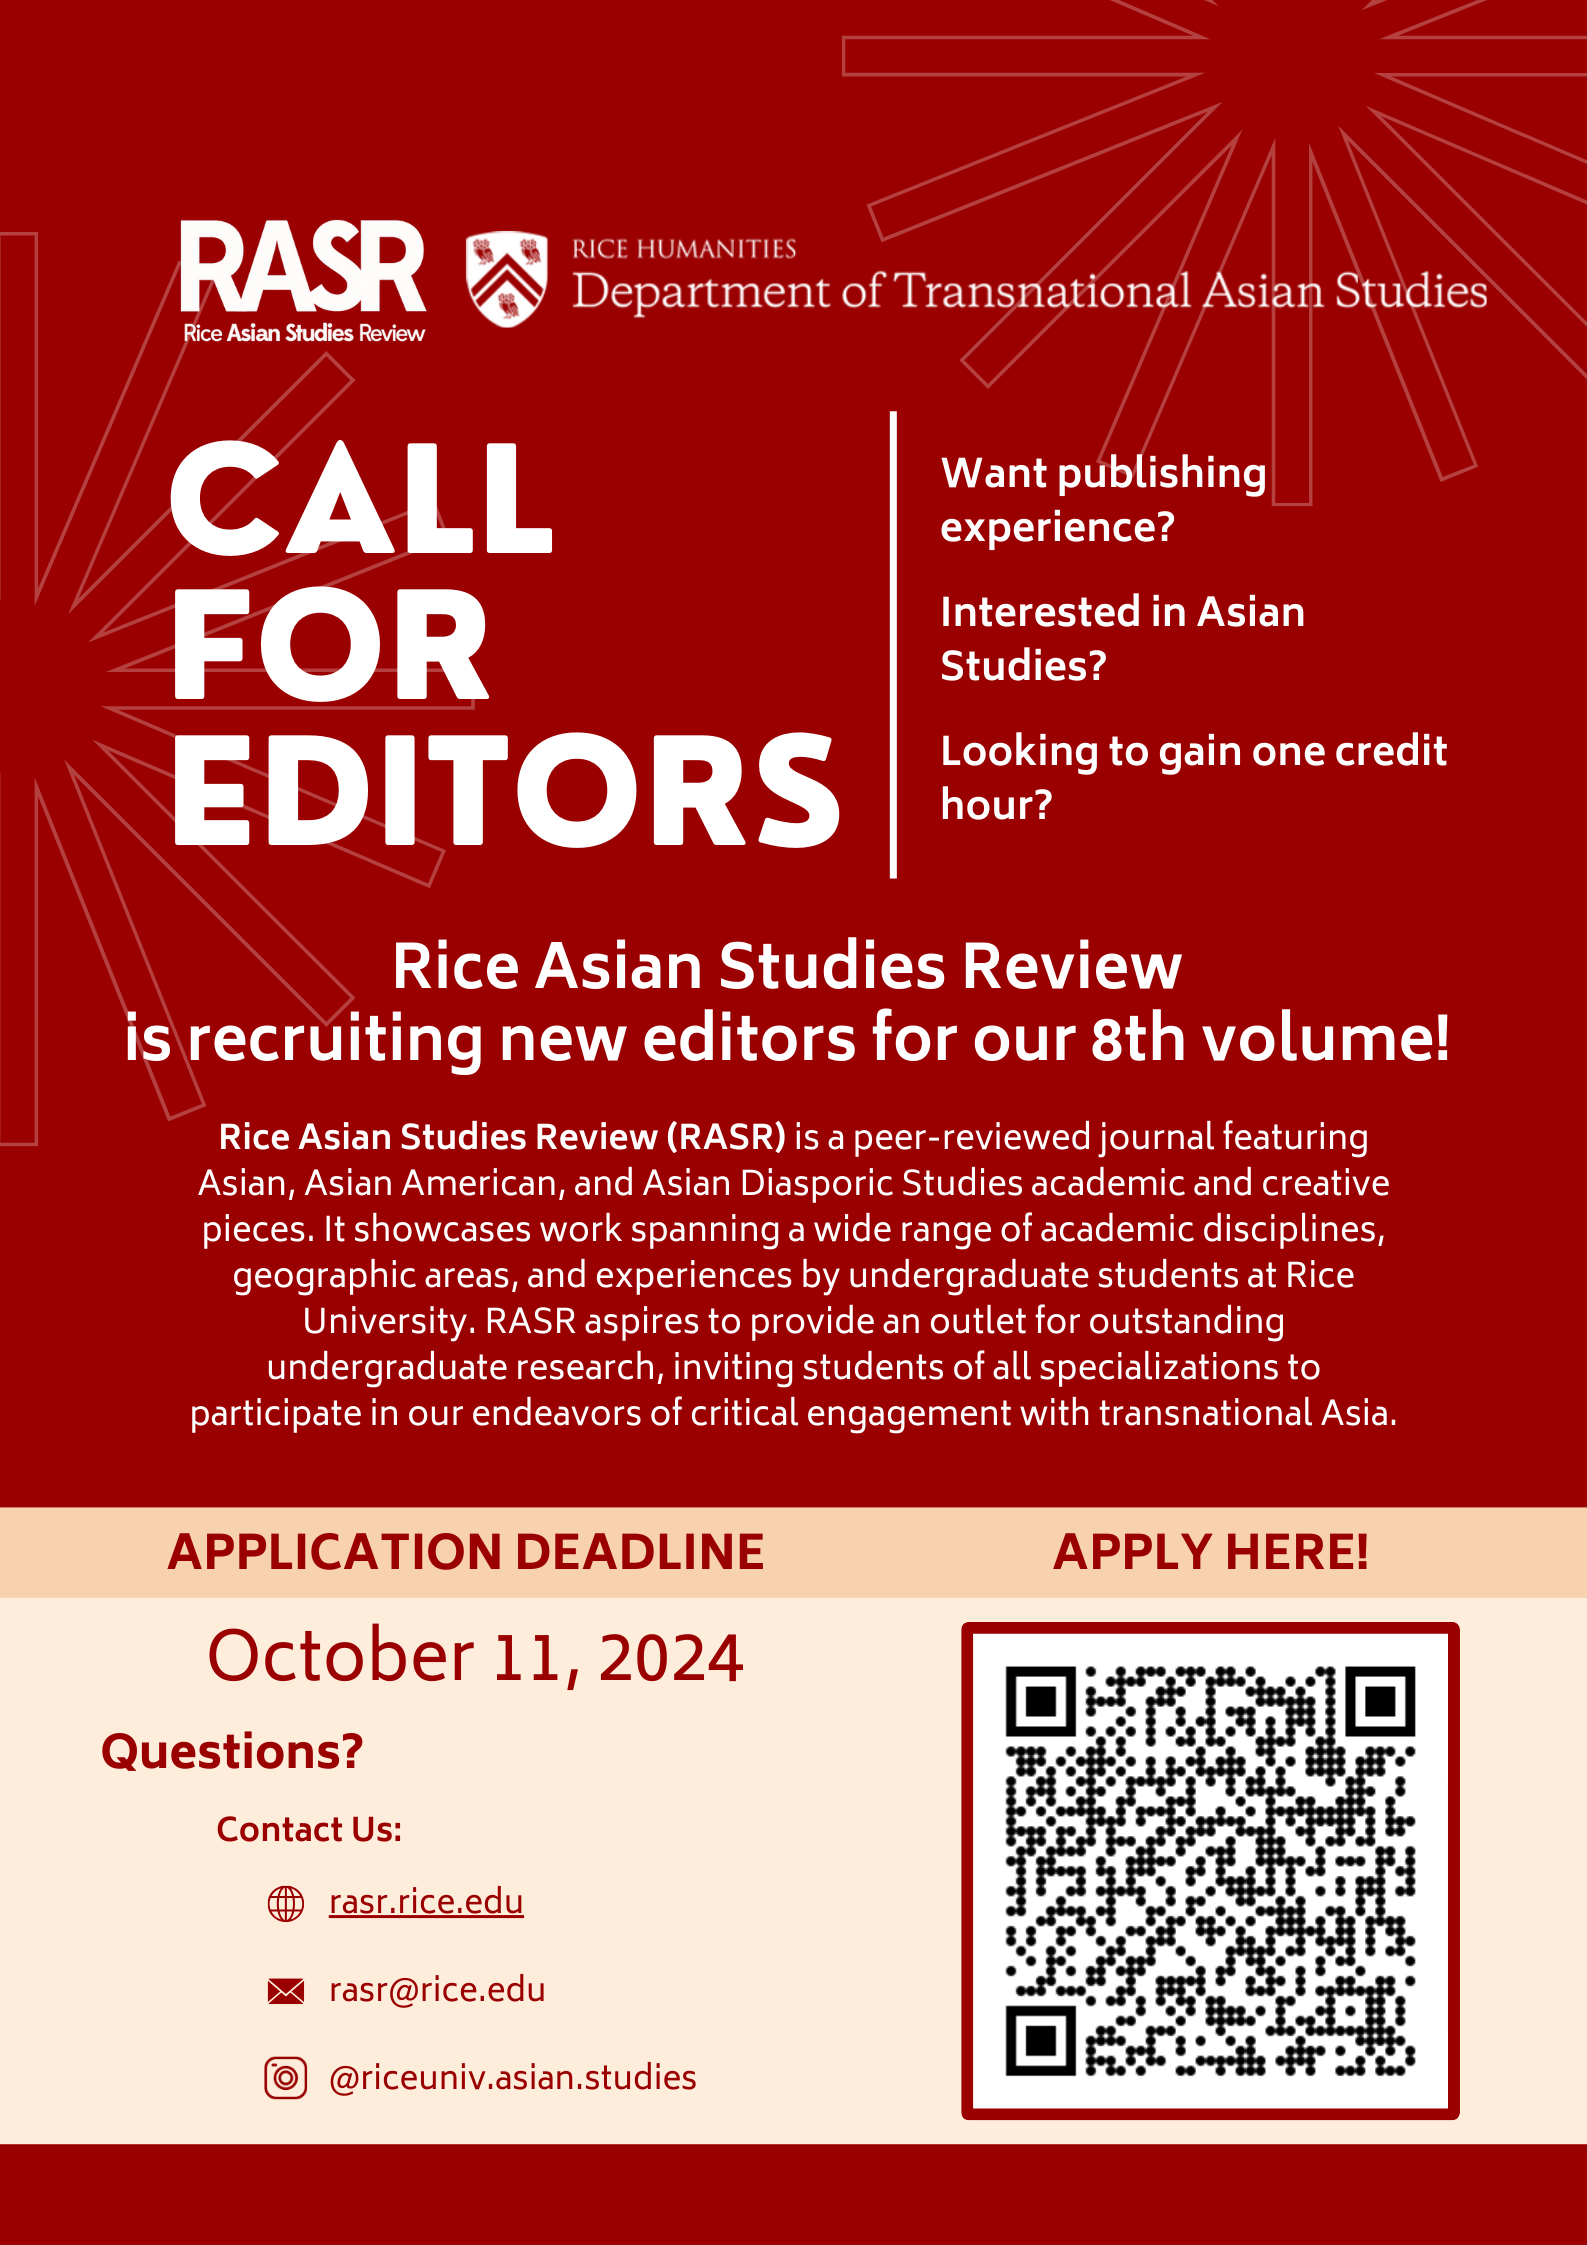 RASR
Rice Asian Studies Review
RICE HUMANITIES
Department of Transnational Asian Studies
CALL
FOR
EDITORS
Want publishing
experience?
Interested in Asian
Studies?
Looking to gain one credit
hour?
Rice Asian Studies Review
is recruiting new editors for our 8th volume!
Rice Asian Studies Review (RASR) is a peer-reviewed journal featuring
Asian, Asian American, and Asian Diasporic Studies academic and creative
pieces. It showcases work spanning a wide range of academic disciplines,
geographic areas, and experiences by undergraduate students at Rice
University. RASR aspires to provide an outlet for outstanding
undergraduate research, inviting students of all specializations to
participate in our endeavors of critical engagement with transnational Asia.
APPLICATION DEADLINE
October 11, 2024
Questions?
Contact Us:
rasr.rice.edu
rasr@rice.edu
@riceuniv.asian.studies
APPLY HERE!